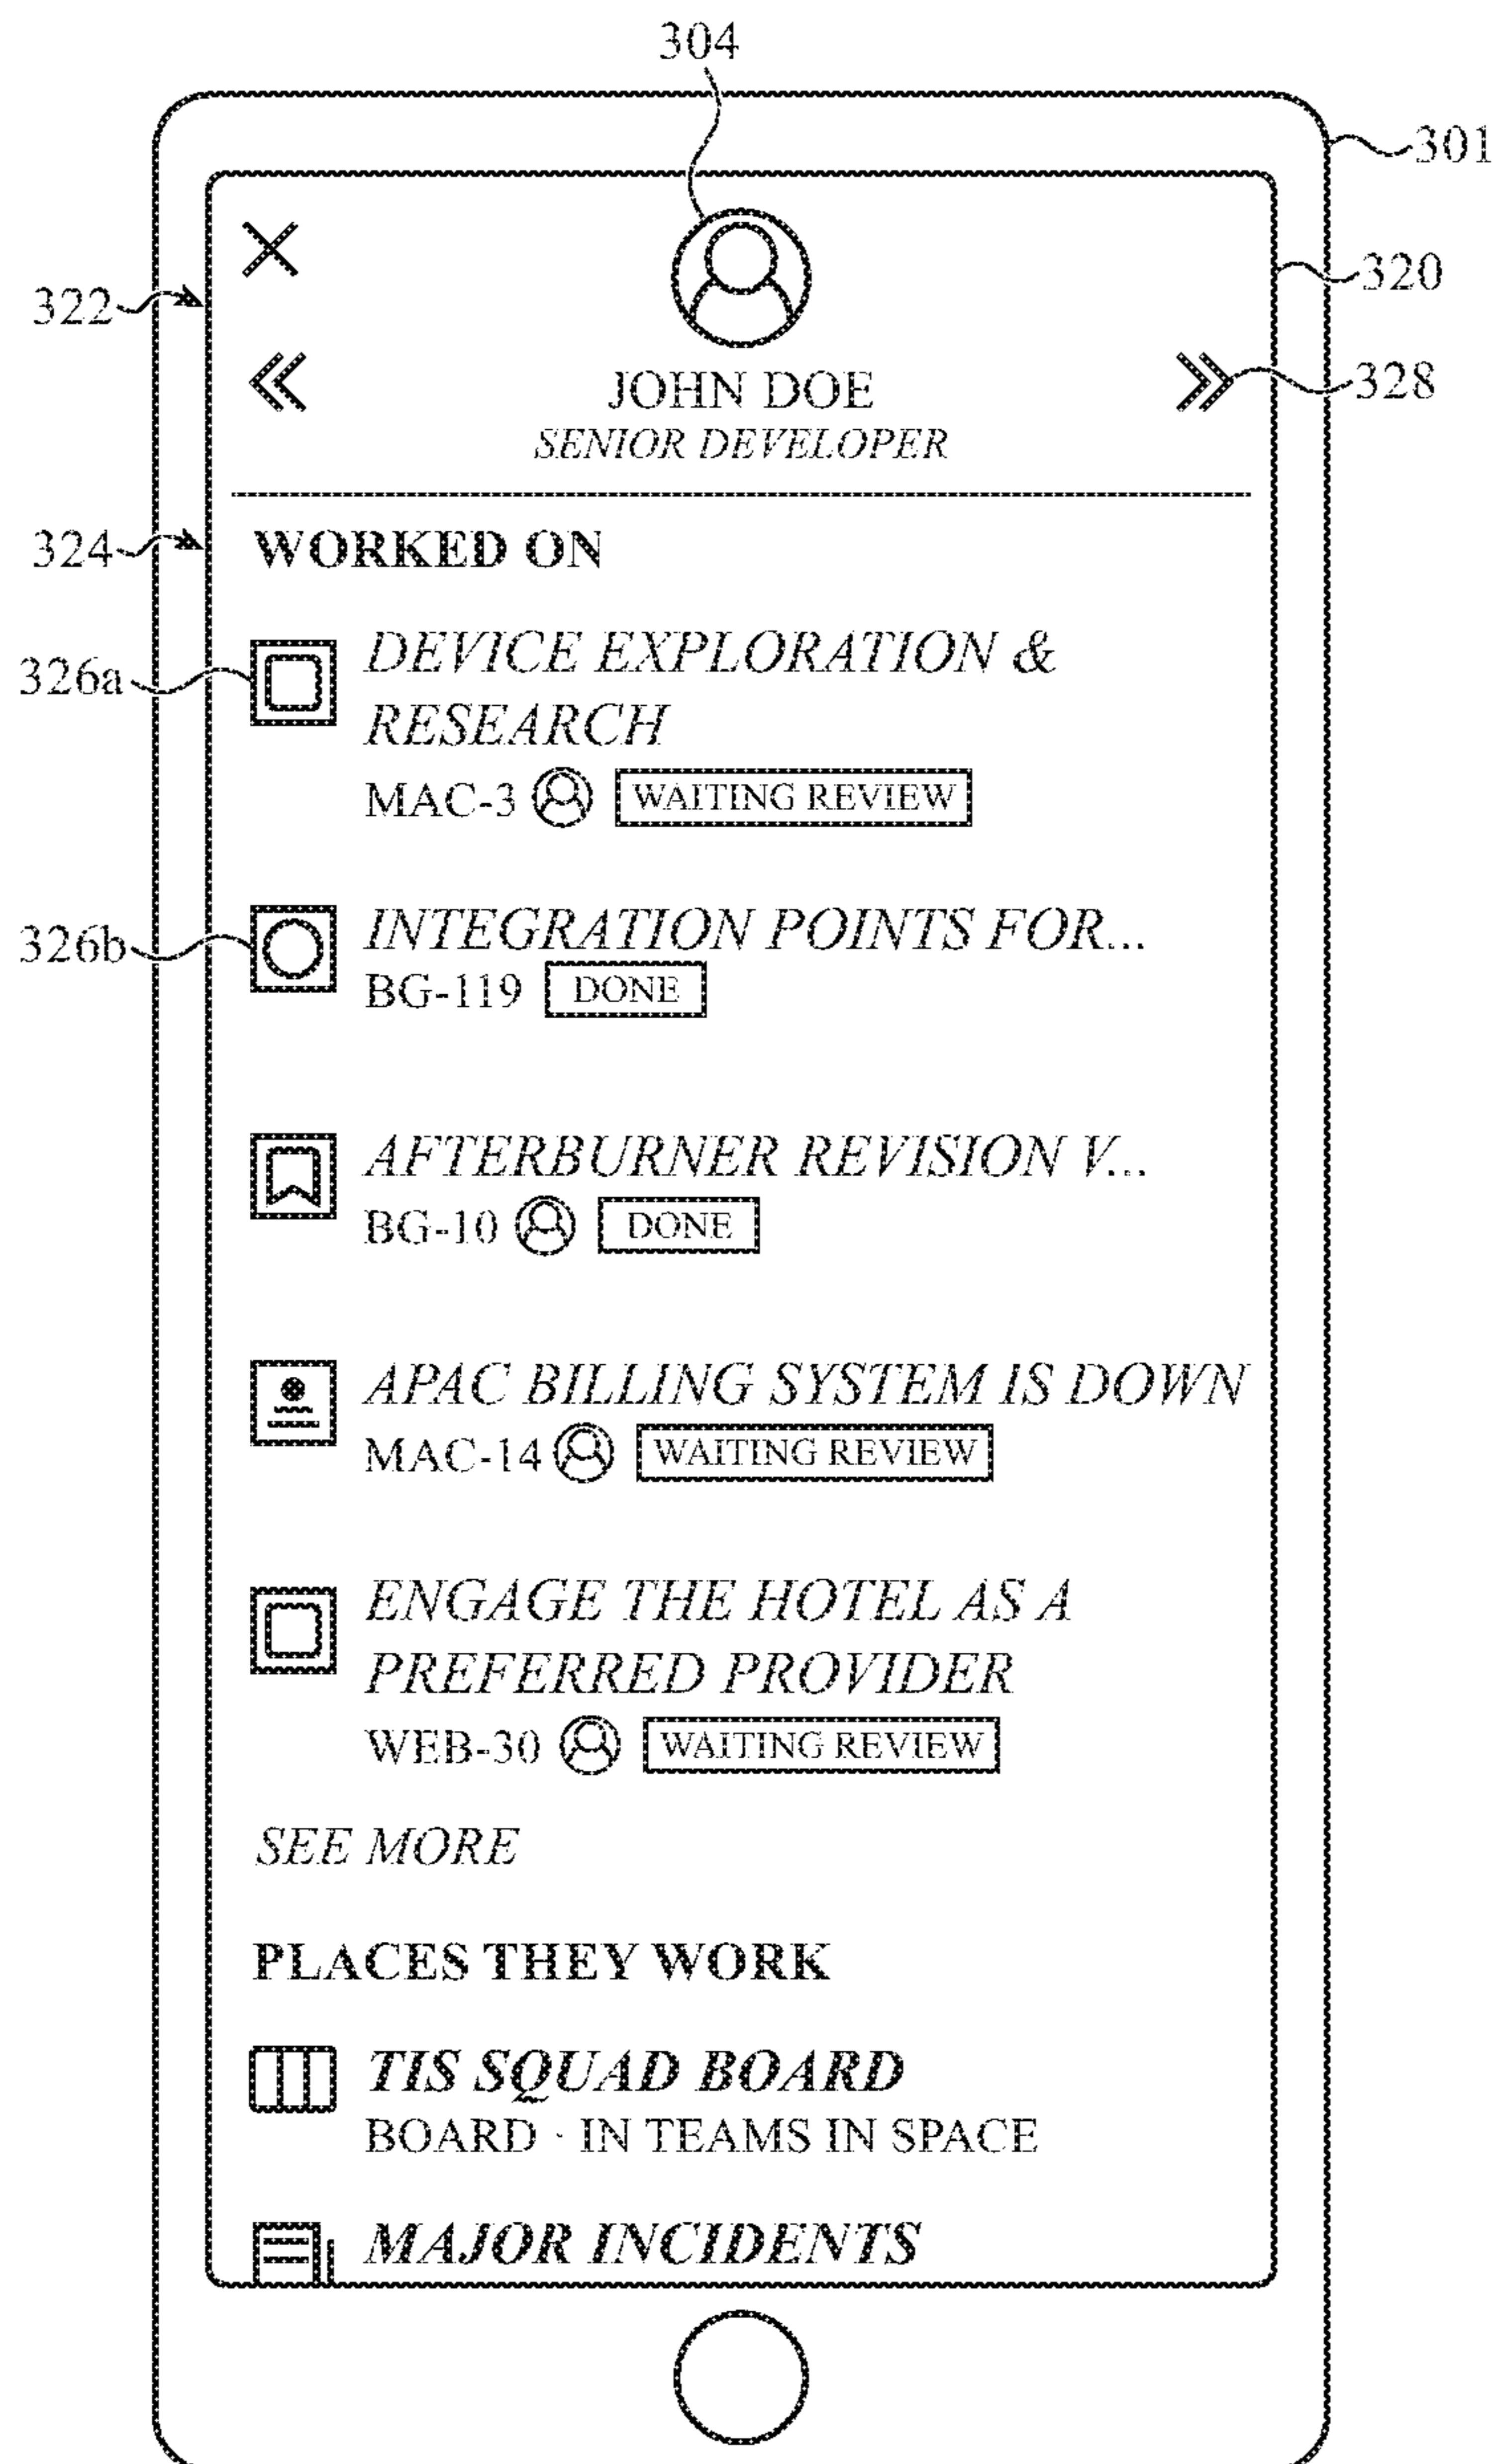 304
301
320
322
JOHN DOE
328
SENIOR DEVELOPER
324
WORKED ON
326a
DEVICE EXPLORATION &
RESEARCH
MAC-3 WAITING REVIEW
326b
INTEGRATION POINTS FOR...
BG-119 DONE
AFTERBURNER REVISION V...
BG-10 DONE
APAC BILLING SYSTEM IS DOWN
MAC-14 WAITING REVIEW
ENGAGE THE HOTEL AS A
PREFERRED PROVIDER
WEB-30 WAITING REVIEW
SEE MORE
PLACES THEY WORK
TIS SQUAD BOARD
BOARD · IN TEAMS IN SPACE
MAJOR INCIDENTS